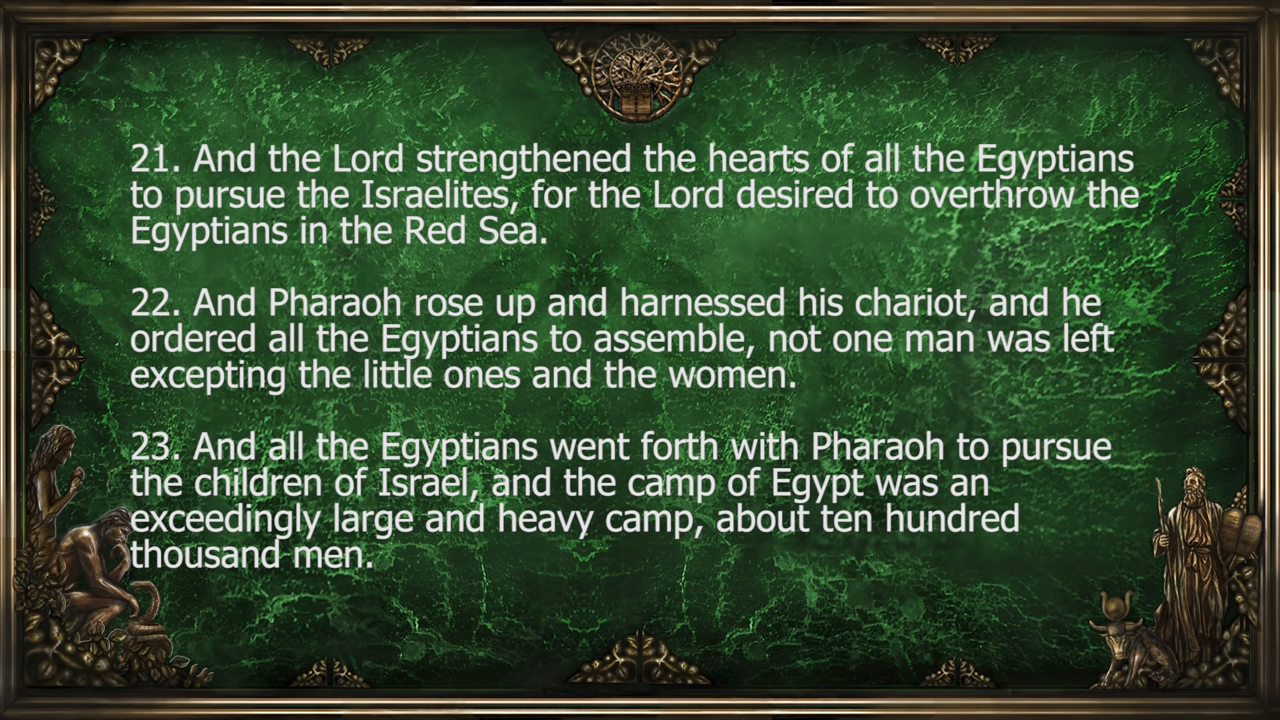 21. And the Lord strengthened the hearts of all the Egyptians
to pursue the Israelites, for the Lord desired to overthrow the
Egyptians in the Red Sea.
22. And Pharaoh rose up and harnessed his chariot, and he
ordered all the Egyptians to assemble, not one man was left
excepting the little ones and the women.
23. And all the Egyptians went forth with Pharaoh to pursue
the children of Israel, and the camp of Egypt was an
exceedingly large and heavy camp, about ten hundred
thousand men.